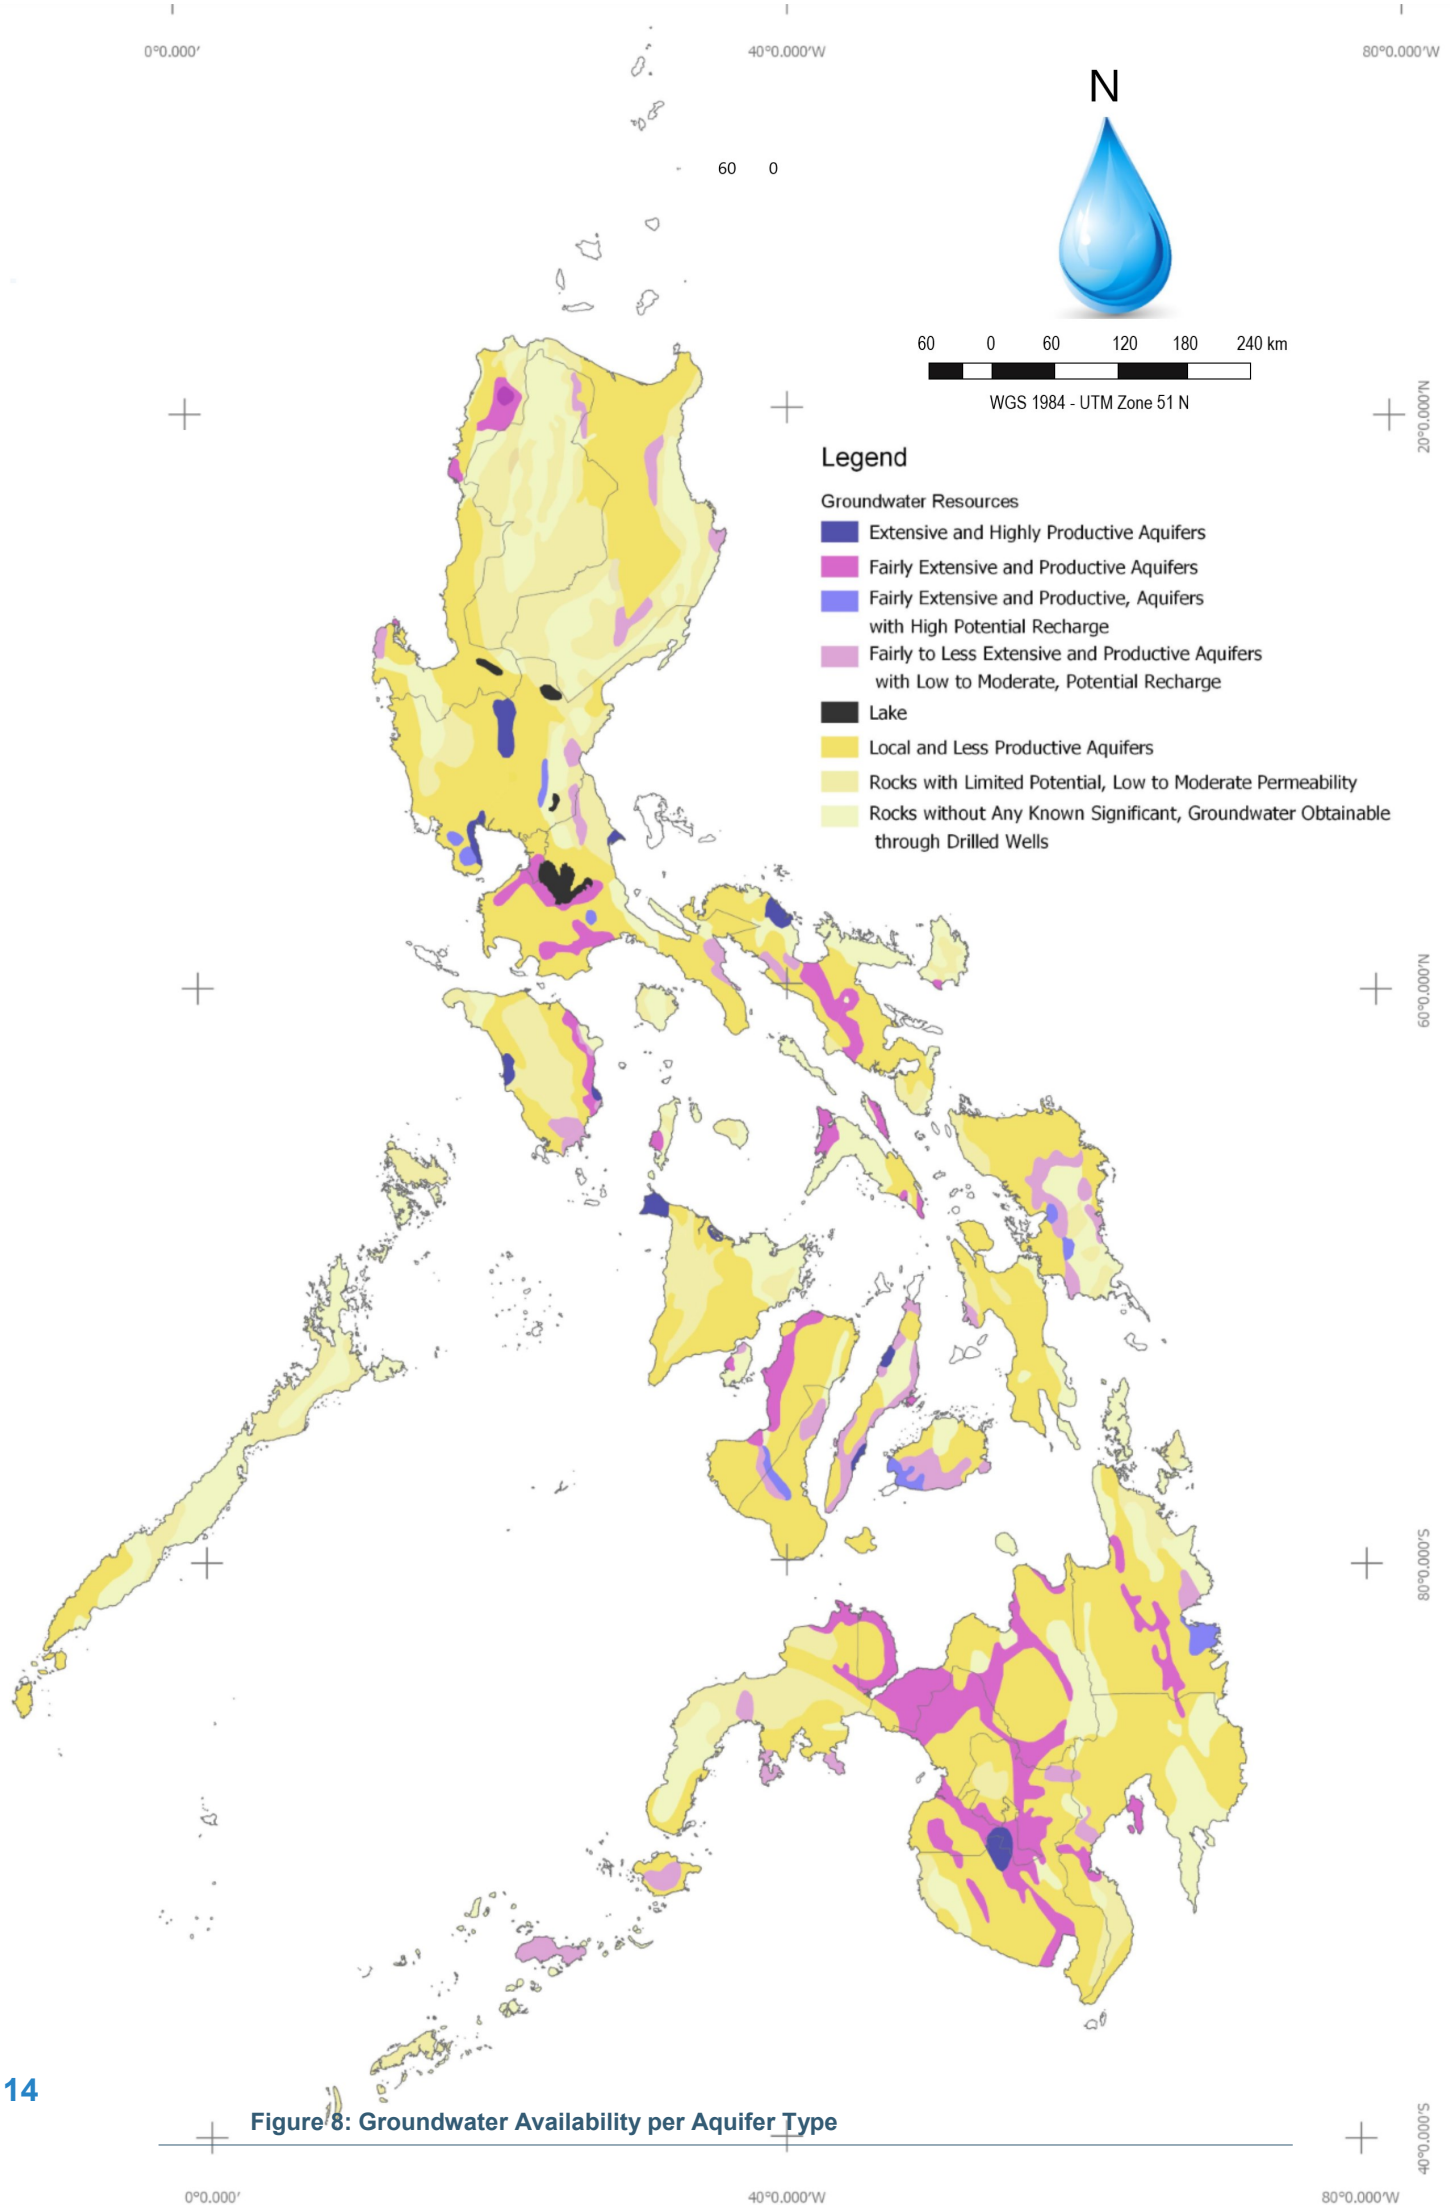 0°0.000′
40°0.000′W
80°0.000′W
N
60 0
60 0 60 120 180 240 km
WGS 1984 - UTM Zone 51 N
20°0.000′N
Legend
Groundwater Resources
Extensive and Highly Productive Aquifers
Fairly Extensive and Productive Aquifers
Fairly Extensive and Productive, Aquifers
with High Potential Recharge
Fairly to Less Extensive and Productive Aquifers
with Low to Moderate, Potential Recharge
Lake
Local and Less Productive Aquifers
Rocks with Limited Potential, Low to Moderate Permeability
Rocks without Any Known Significant, Groundwater Obtainable
through Drilled Wells
60°0.000′N
80°0.000′S
14
Figure 8: Groundwater Availability per Aquifer Type
40°0.000′S
0°0.000′
40°0.000′W
80°0.000′W